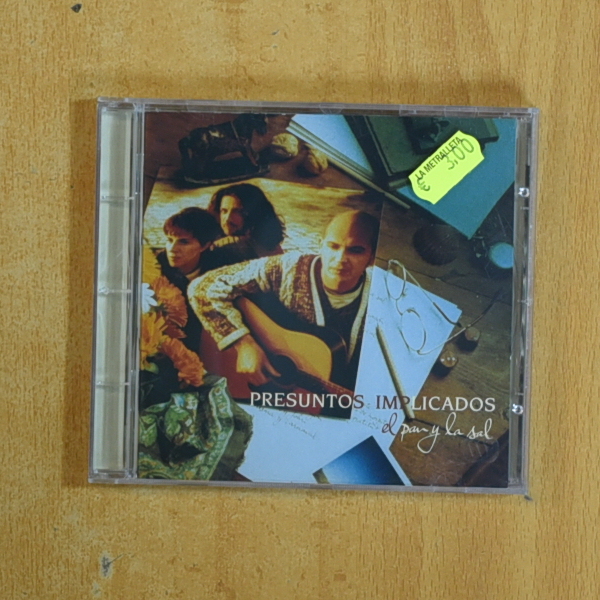 LA METRALLETA
€ 3,00
PRESUNTOS IMPLICADOS
el pan y la sal